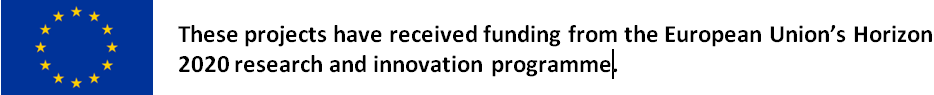 These projects have received funding from the European Union’s Horizon
2020 research and innovation programme.